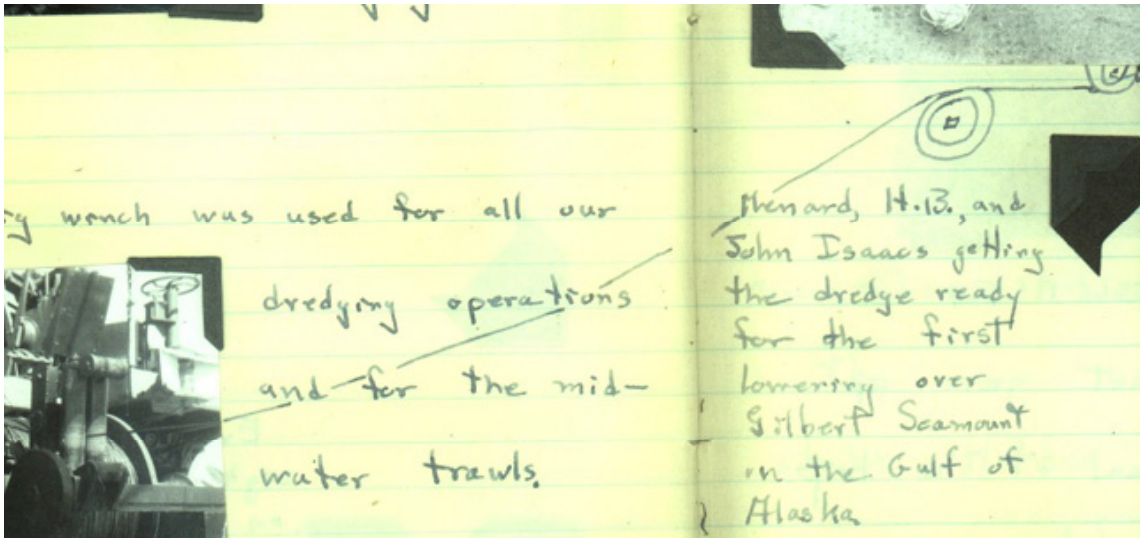 wench was used for all our
dredging operations
and for the mid-
water trawls.
Menard, H.B., and
John Isaacs getting
the dredge ready
for the first
lowering over
Gilbert Seamount
in the Gulf of
Alaska